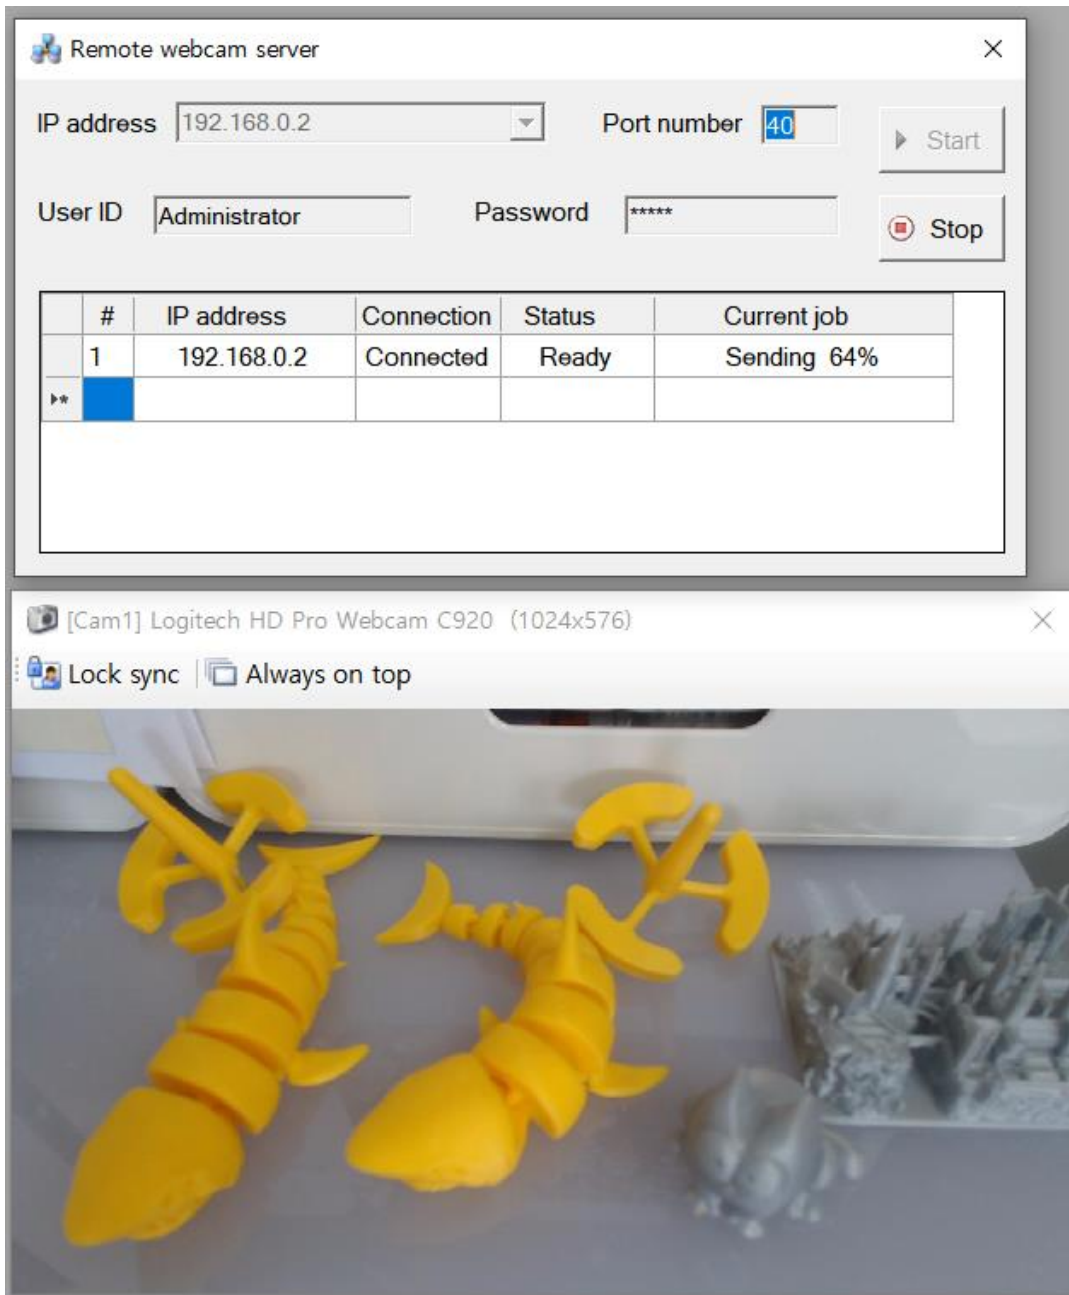 Remote webcam server
IP address 192.168.0.2 Port number 40 Start
User ID Administrator Password ***** Stop
# IP address Connection Status Current job
1 192.168.0.2 Connected Ready Sending 64%
[Cam1] Logitech HD Pro Webcam C920 (1024x576)
Lock sync Always on top